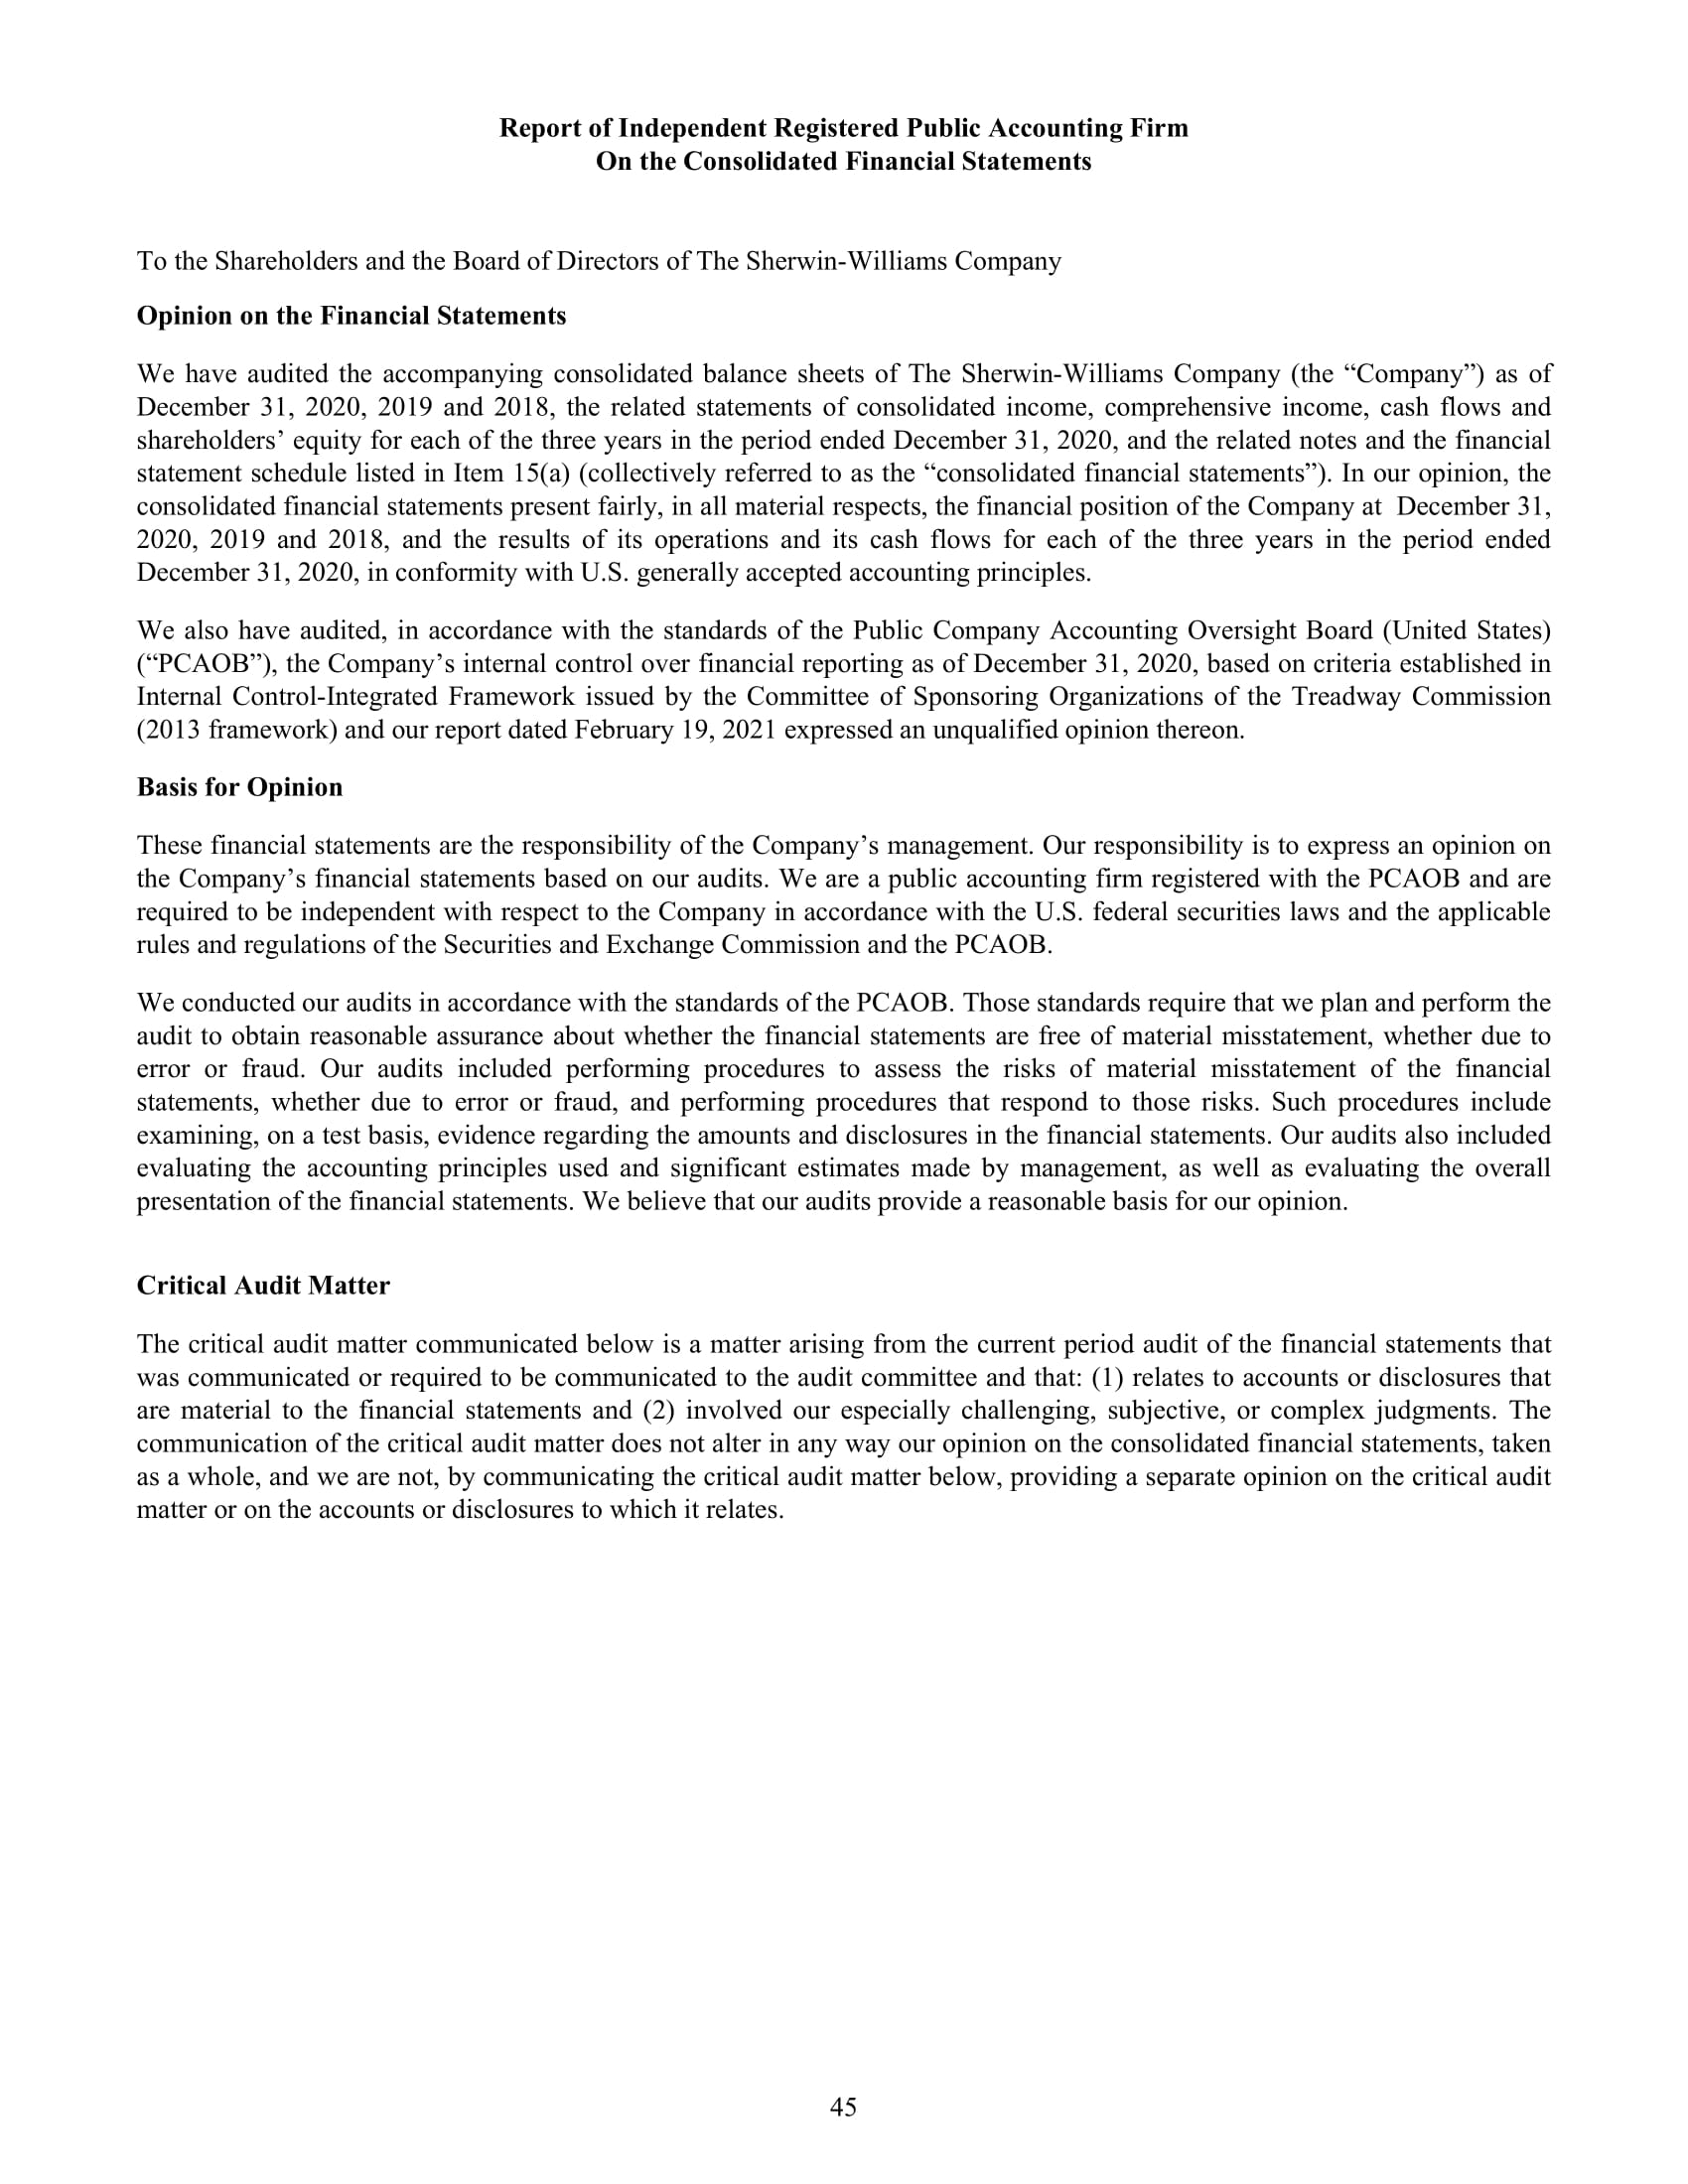 Report of Independent Registered Public Accounting Firm
On the Consolidated Financial Statements
To the Shareholders and the Board of Directors of The Sherwin-Williams Company
Opinion on the Financial Statements
We have audited the accompanying consolidated balance sheets of The Sherwin-Williams Company (the “Company”) as of
December 31, 2020, 2019 and 2018, the related statements of consolidated income, comprehensive income, cash flows and
shareholders’ equity for each of the three years in the period ended December 31, 2020, and the related notes and the financial
statement schedule listed in Item 15(a) (collectively referred to as the “consolidated financial statements”). In our opinion, the
consolidated financial statements present fairly, in all material respects, the financial position of the Company at  December 31,
2020, 2019 and 2018, and the results of its operations and its cash flows for each of the three years in the period ended
December 31, 2020, in conformity with U.S. generally accepted accounting principles.
We also have audited, in accordance with the standards of the Public Company Accounting Oversight Board (United States)
(“PCAOB”), the Company’s internal control over financial reporting as of December 31, 2020, based on criteria established in
Internal Control-Integrated Framework issued by the Committee of Sponsoring Organizations of the Treadway Commission
(2013 framework) and our report dated February 19, 2021 expressed an unqualified opinion thereon.
Basis for Opinion
These financial statements are the responsibility of the Company’s management. Our responsibility is to express an opinion on
the Company’s financial statements based on our audits. We are a public accounting firm registered with the PCAOB and are
required to be independent with respect to the Company in accordance with the U.S. federal securities laws and the applicable
rules and regulations of the Securities and Exchange Commission and the PCAOB.
We conducted our audits in accordance with the standards of the PCAOB. Those standards require that we plan and perform the
audit to obtain reasonable assurance about whether the financial statements are free of material misstatement, whether due to
error or fraud. Our audits included performing procedures to assess the risks of material misstatement of the financial
statements, whether due to error or fraud, and performing procedures that respond to those risks. Such procedures include
examining, on a test basis, evidence regarding the amounts and disclosures in the financial statements. Our audits also included
evaluating the accounting principles used and significant estimates made by management, as well as evaluating the overall
presentation of the financial statements. We believe that our audits provide a reasonable basis for our opinion.
Critical Audit Matter
The critical audit matter communicated below is a matter arising from the current period audit of the financial statements that
was communicated or required to be communicated to the audit committee and that: (1) relates to accounts or disclosures that
are material to the financial statements and (2) involved our especially challenging, subjective, or complex judgments. The
communication of the critical audit matter does not alter in any way our opinion on the consolidated financial statements, taken
as a whole, and we are not, by communicating the critical audit matter below, providing a separate opinion on the critical audit
matter or on the accounts or disclosures to which it relates.
45